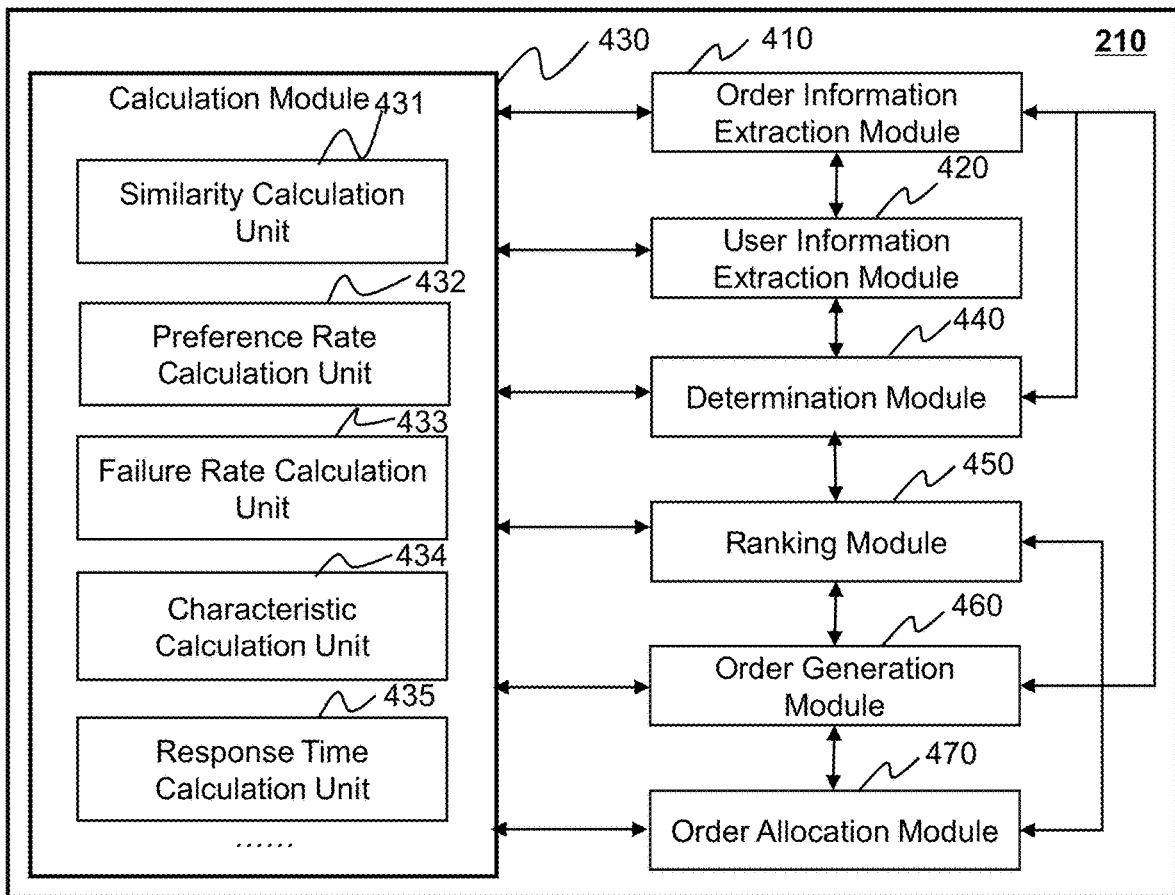 210
430
410
Calculation Module
431
Similarity Calculation
Unit
432
Preference Rate
Calculation Unit
433
Failure Rate Calculation
Unit
434
Characteristic
Calculation Unit
435
Response Time
Calculation Unit
......
Order Information
Extraction Module
420
User Information
Extraction Module
440
Determination Module
450
Ranking Module
460
Order Generation
Module
470
Order Allocation Module